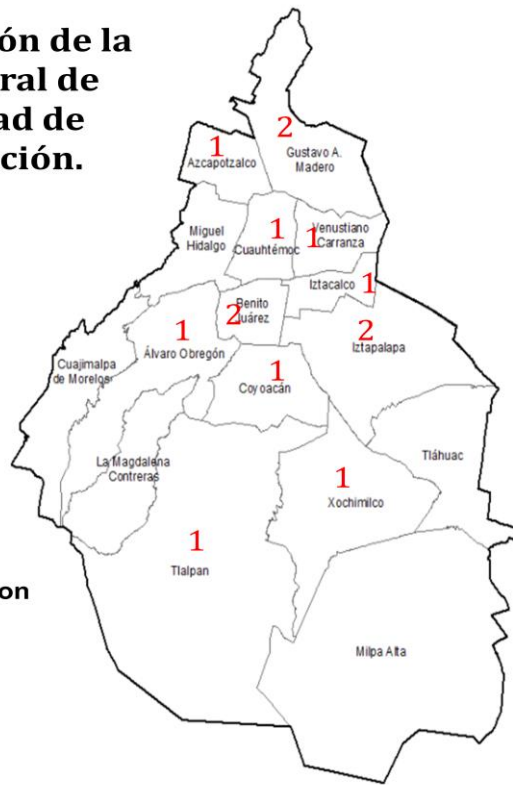 ón de la
ral de
ad de
ción.
2
Gustavo A.
Madero
1
Azcapotzalco
Miguel
Hidalgo
1
Cuauhtémoc
1
Venustiano
Carranza
Iztacalco 1
2
Benito
Juárez
1
Álvaro Obregón
2
Iztapalapa
Cuajimalpa
de Morelos
1
Coyoacán
La Magdalena
Contreras
Tláhuac
1
Xochimilco
1
Tlalpan
on
Milpa Alta